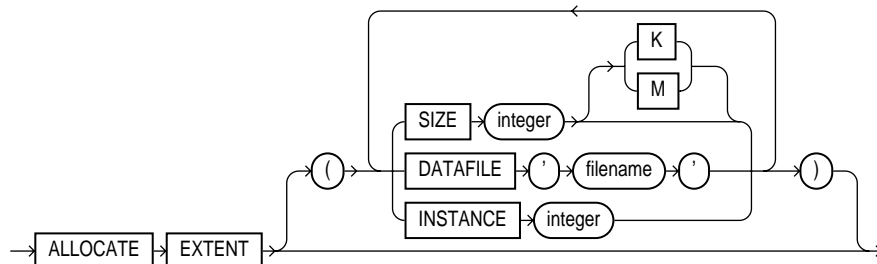 K
M
SIZE integer
( DATAFILE ’ filename ’ )
INSTANCE integer
ALLOCATE EXTENT